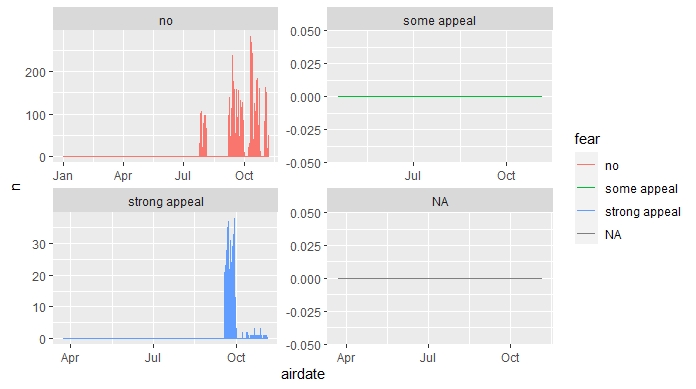 no
some appeal
200
100
0
Jan
Apr
Jul
Oct
0.050
0.025
0.000
-0.025
-0.050
Jul
Oct
n
strong appeal
NA
30
20
10
0
Apr
Jul
Oct
0.050
0.025
0.000
-0.025
-0.050
Apr
Jul
Oct
airdate
fear
no
some appeal
strong appeal
NA